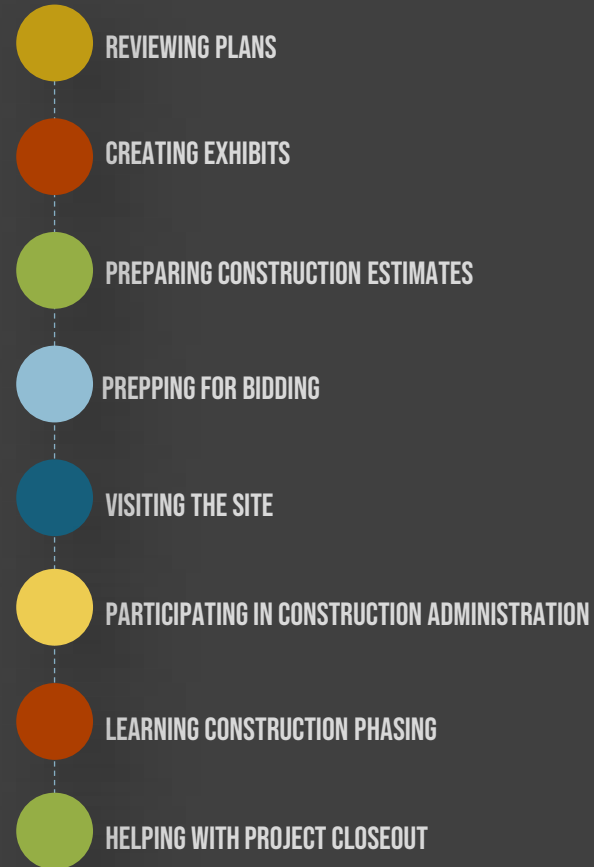 REVIEWING PLANS
CREATING EXHIBITS
PREPARING CONSTRUCTION ESTIMATES
PREPPING FOR BIDDING
VISITING THE SITE
PARTICIPATING IN CONSTRUCTION ADMINISTRATION
LEARNING CONSTRUCTION PHASING
HELPING WITH PROJECT CLOSEOUT